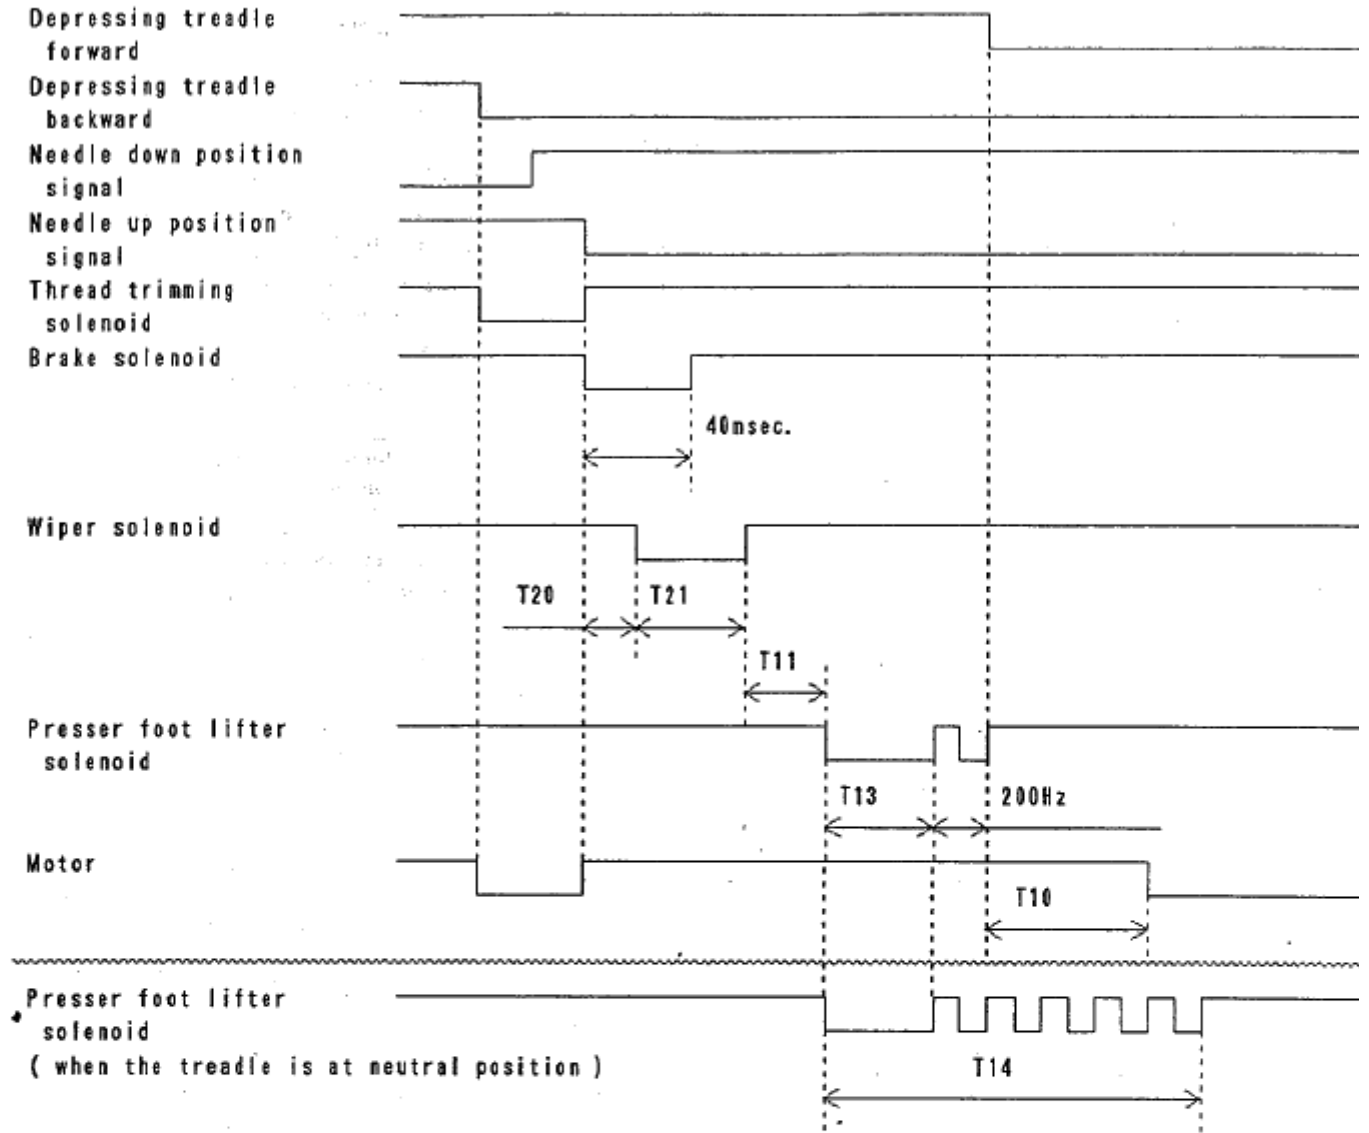 Depressing treadle
forward
Depressing treadle
backward
Needle down position
signal
Needle up position
signal
Thread trimming
solenoid
Brake solenoid
40msec.
Wiper solenoid
T20
T21
T11
Presser foot lifter
solenoid
T13
200Hz
Motor
T10
Presser foot lifter
solenoid
( when the treadle is at neutral position )
T14